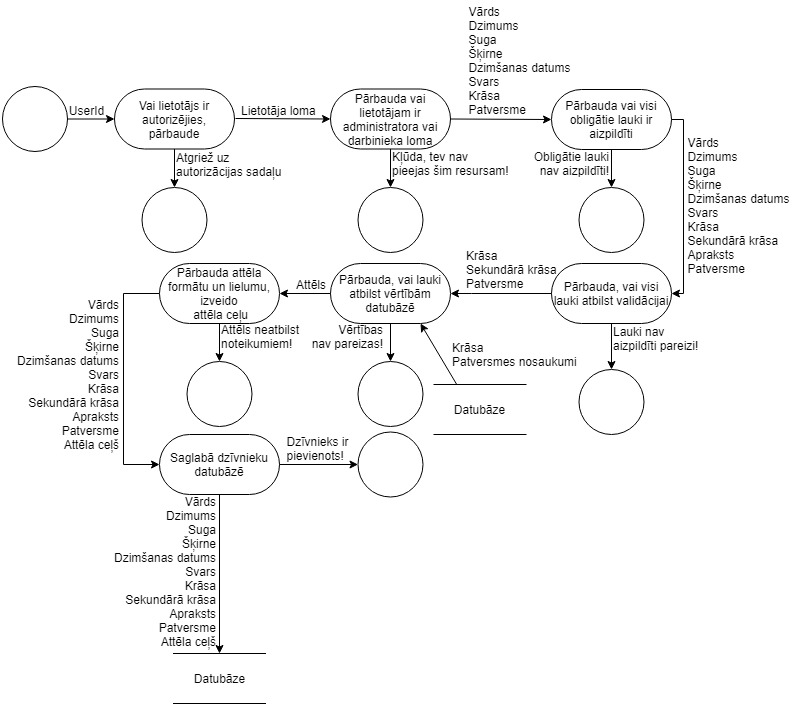 UserId
Vai lietotājs ir
autorizējies,
pārbaude
Lietotāja loma
Pārbauda vai
lietotājam ir
administratora vai
darbinieka loma
Vārds
Dzimums
Suga
Šķirne
Dzimšanas datums
Svars
Krāsa
Patversme
Pārbauda vai visi
obligātie lauki ir
aizpildīti
Atgriež uz
autorizācijas sadaļu
Kļūda, tev nav
pieejas šim resursam!
Obligātie lauki
nav aizpildīti!
Vārds
Dzimums
Suga
Šķirne
Dzimšanas datums
Svars
Krāsa
Sekundārā krāsa
Apraksts
Patversme
Pārbauda, vai visi
lauki atbilst validācijai
Lauki nav
aizpildīti pareizi!
Krāsa
Sekundārā krāsa
Patversme
Pārbauda, vai lauki
atbilst vērtībām
datubāzē
Vērtības
nav pareizas!
Krāsa
Patversmes nosaukumi
Datubāze
Attēls
Pārbauda attēla
formātu un lielumu,
izveido
attēla ceļu
Attēls neatbilst
noteikumiem!
Vārds
Dzimums
Suga
Šķirne
Dzimšanas datums
Svars
Krāsa
Sekundārā krāsa
Apraksts
Patversme
Attēla ceļš
Saglabā dzīvnieku
datubāzē
Dzīvnieks ir
pievienots!
Vārds
Dzimums
Suga
Šķirne
Dzimšanas datums
Svars
Krāsa
Sekundārā krāsa
Apraksts
Patversme
Attēla ceļš
Datubāze